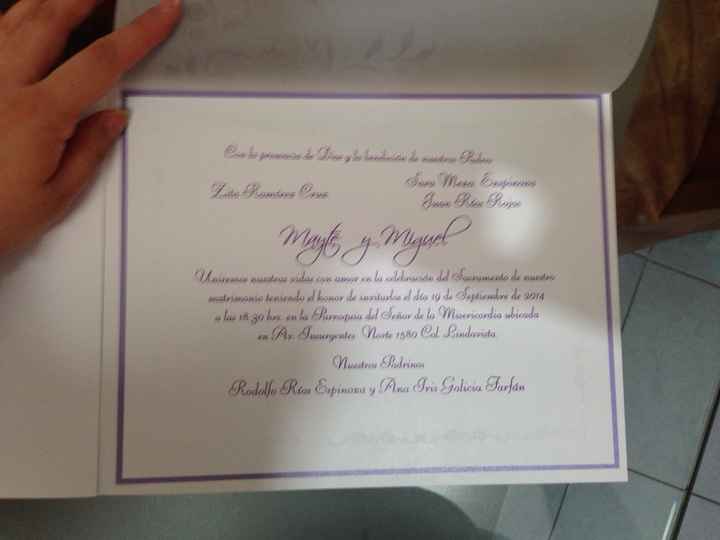 Con la presencia de Dios y la bendición de nuestros Padres
Zita Ramírez Cruz
Sara Meza
Juan Ríos Rojas
Mayté y Miguel
Uniremos nuestras vidas con amor en la celebración del Sacramento de nuestro
matrimonio teniendo el honor de invitarlos el día 19 de Septiembre de 2014
a las 18:30 hrs. en la Parroquia del Señor de la Misericordia ubicada
en Av. Insurgentes Norte 1580 Col. Lindavista.
Nuestros Padrinos
Rodolfo Ríos Espinoza y Ana Iris Galicia Farfán